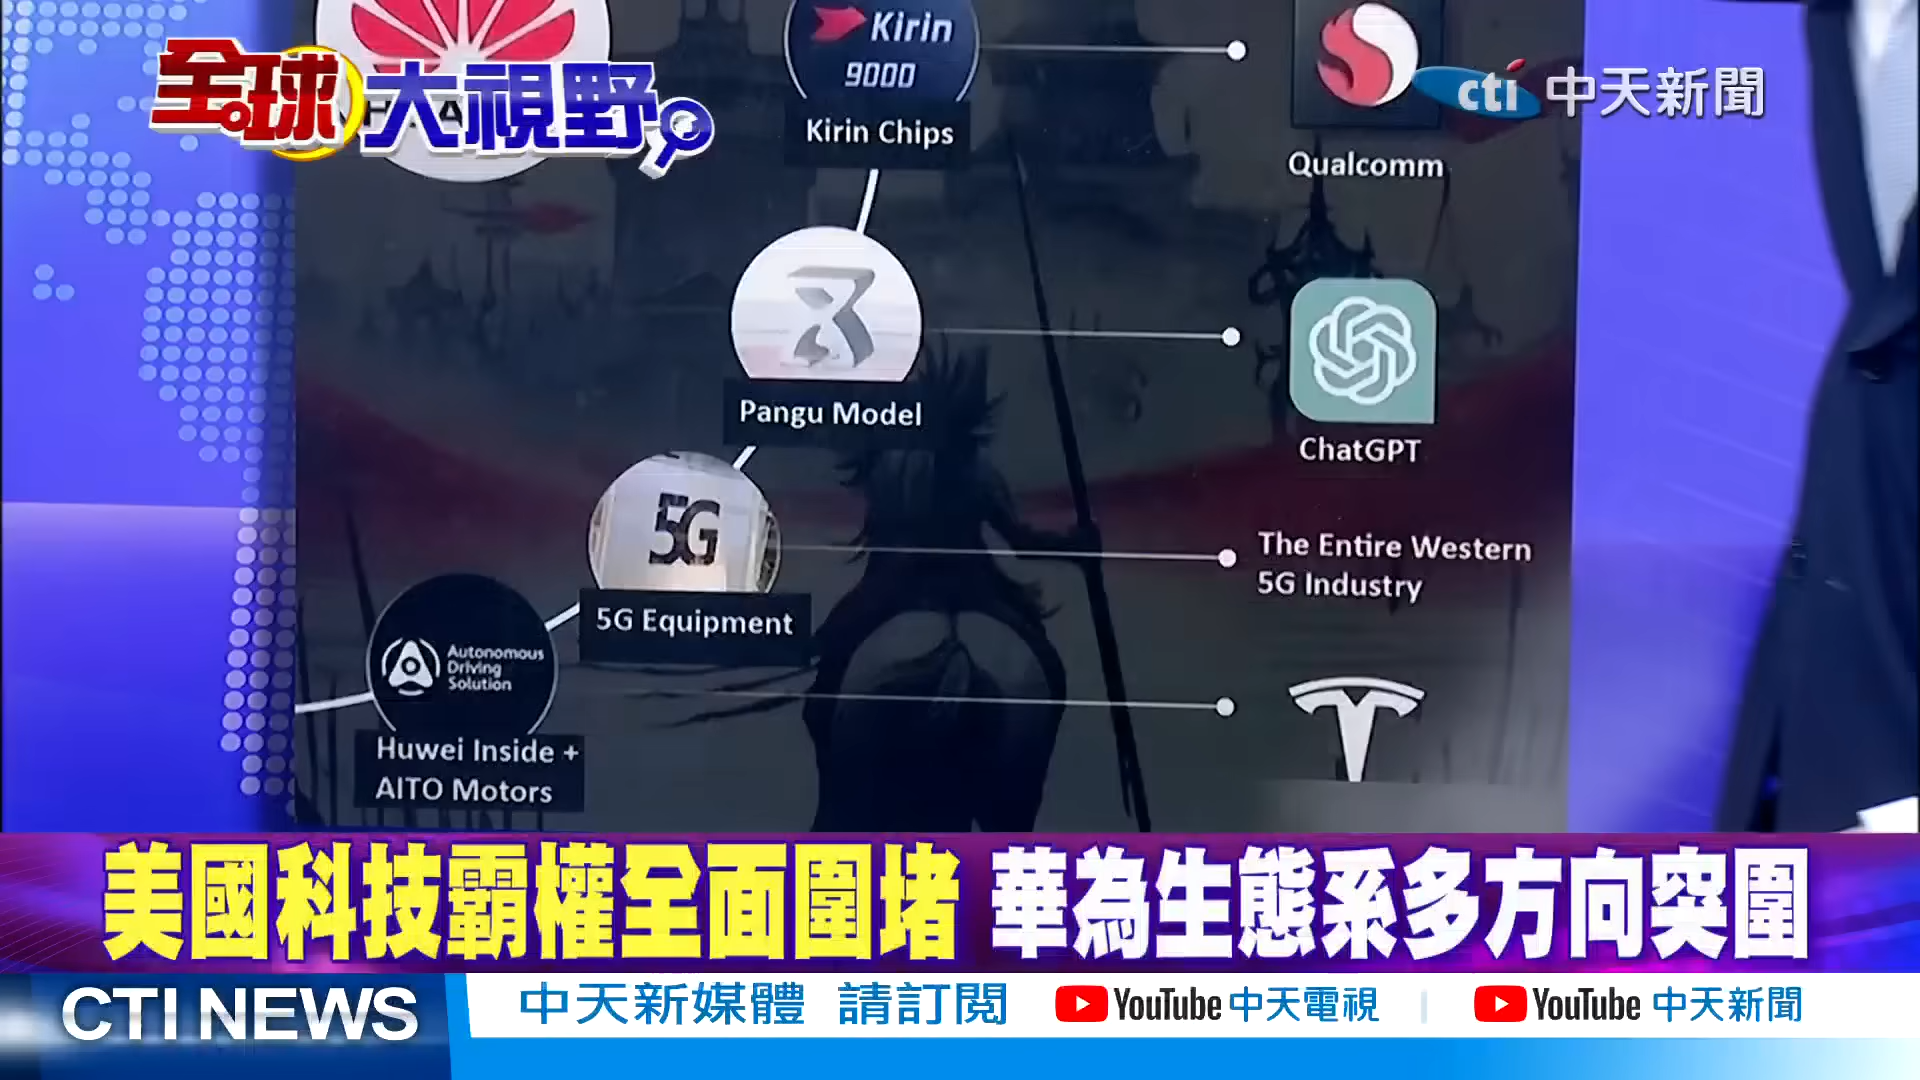 全球大視野
Kirin
9000
Kirin Chips
cti 中天新聞
Qualcomm
Pangu Model
ChatGPT
5G
5G Equipment
The Entire Western
5G Industry
Autonomous
Driving
Solution
Huwei Inside +
AITO Motors
美國科技霸權全面圍堵 華為生態系多方向突圍
CTI NEWS
中天新媒體 請訂閱 YouTube 中天電視 | YouTube 中天新聞